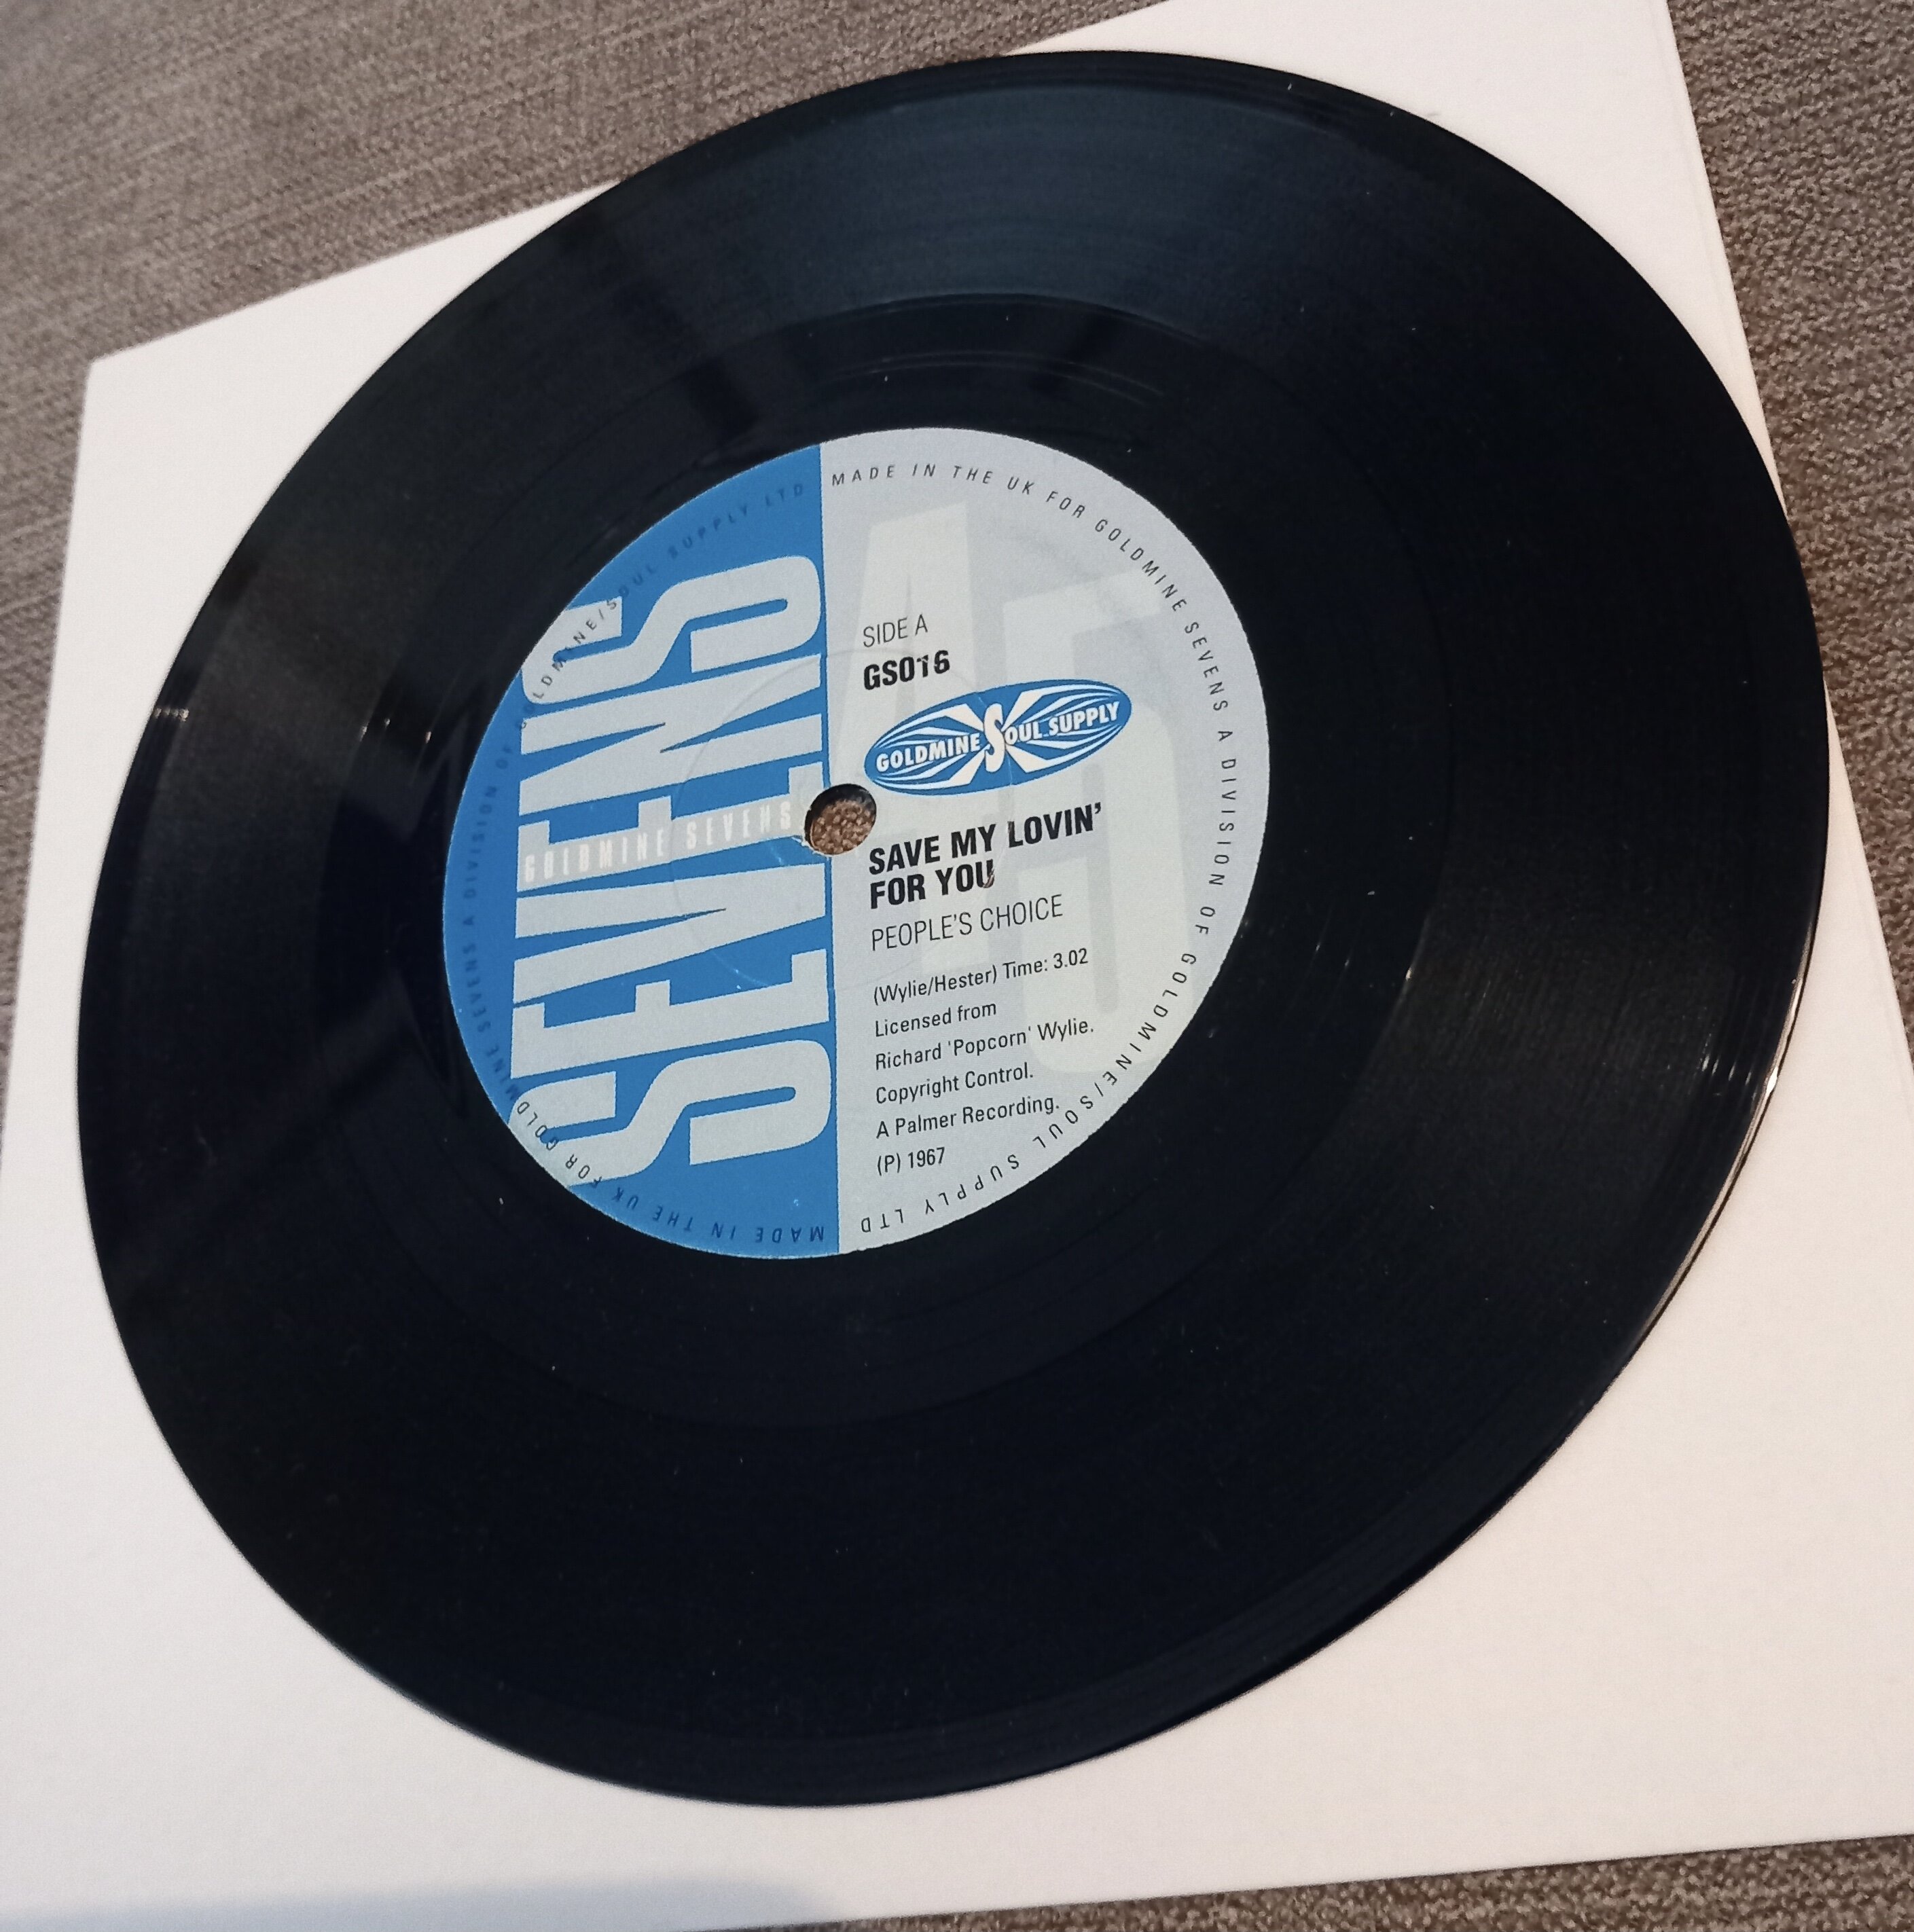 SEVENS
GOLDMINE SEVENS
MADE IN THE UK FOR GOLDMINE SEVENS A DIVISION OF GOLDMINE/SOUL SUPPLY LTD
MADE IN THE UK FOR GOLDMINE SEVENS A DIVISION OF GOLDMINE/SOUL SUPPLY LTD
45
SIDE A
GS016
GOLDMINE SOUL SUPPLY
SAVE MY LOVIN'
FOR YOU
PEOPLE'S CHOICE
(Wylie/Hester) Time: 3.02
Licensed from
Richard 'Popcorn' Wylie.
Copyright Control.
A Palmer Recording.
(P) 1967